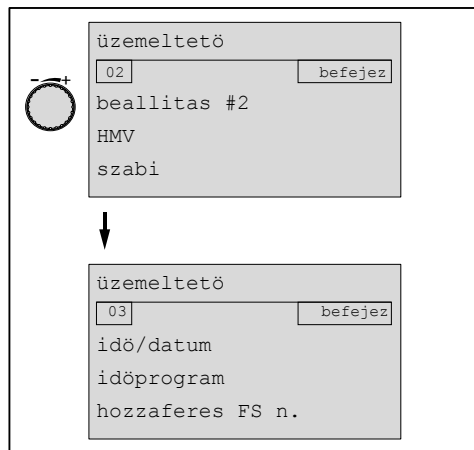 üzemeltetö
02 befejez
- +
beallitas #2
HMV
szabi
üzemeltetö
03 befejez
idö/datum
idöprogram
hozzaferes FS n.